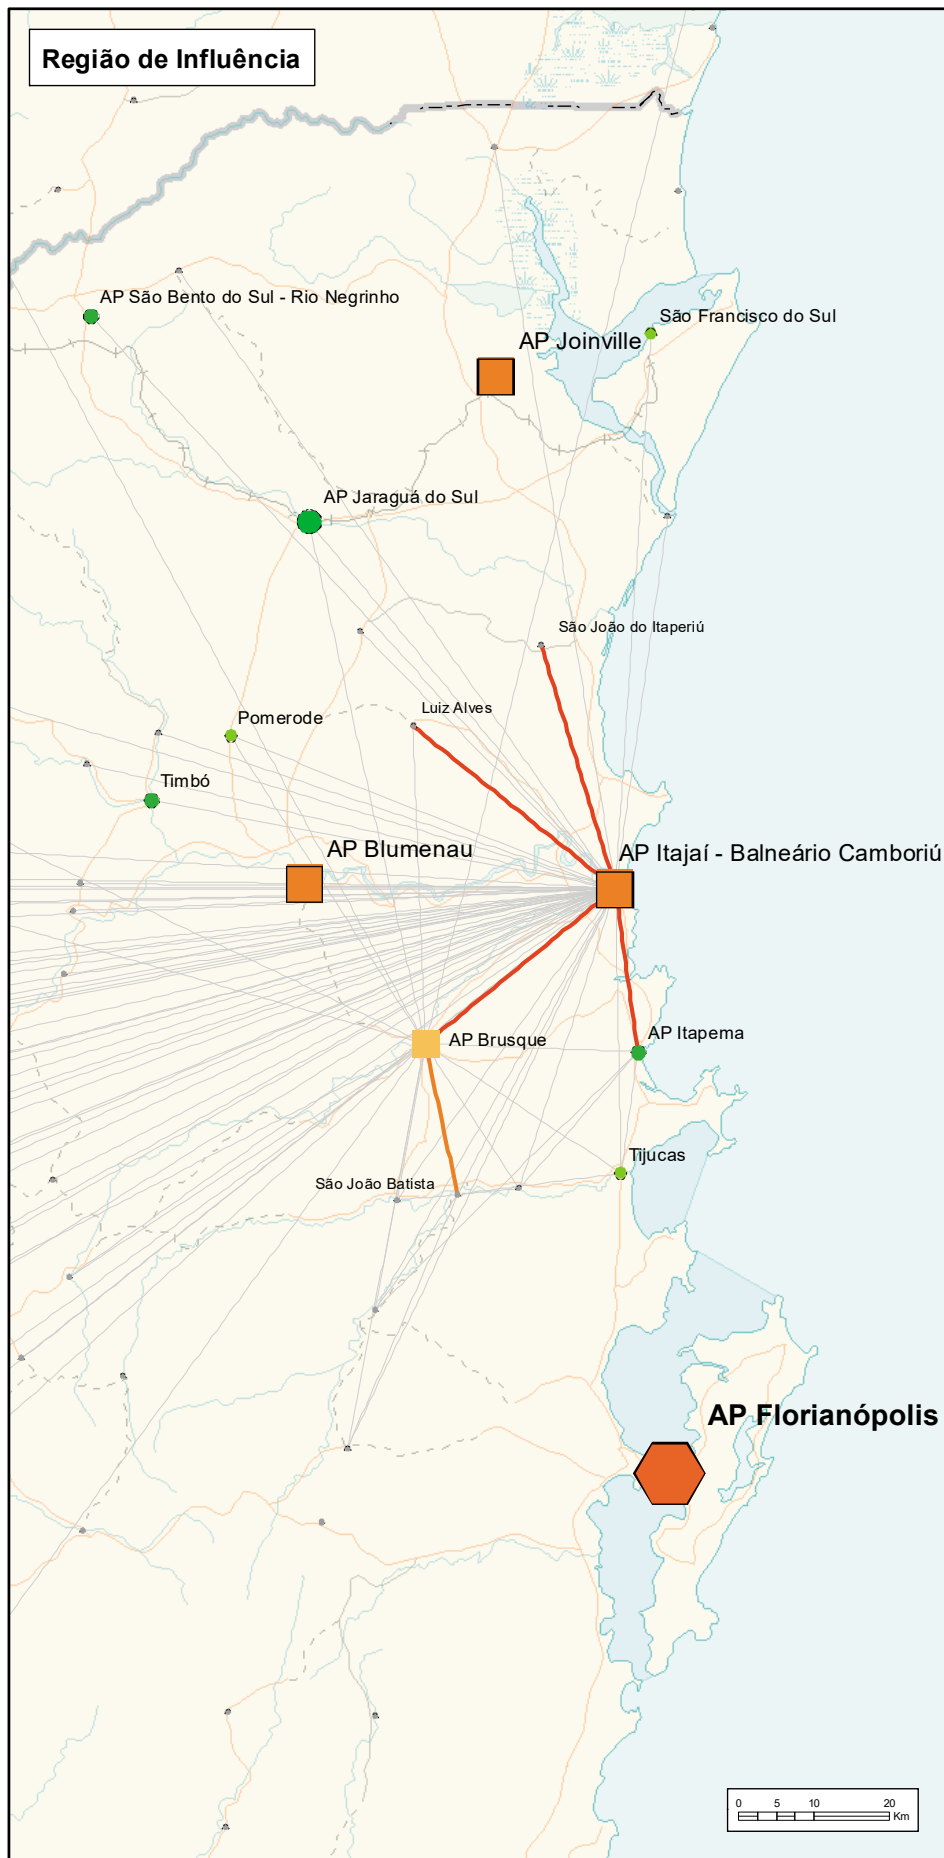 Região de Influência
AP São Bento do Sul - Rio Negrinho
São Francisco do Sul
AP Joinville
AP Jaraguá do Sul
São João do Itaperiú
Luiz Alves
Pomerode
Timbó
AP Blumenau
AP Itajaí - Balneário Camboriú
AP Brusque
AP Itapema
Tijucas
São João Batista
AP Florianópolis
0 5 10 20
Km